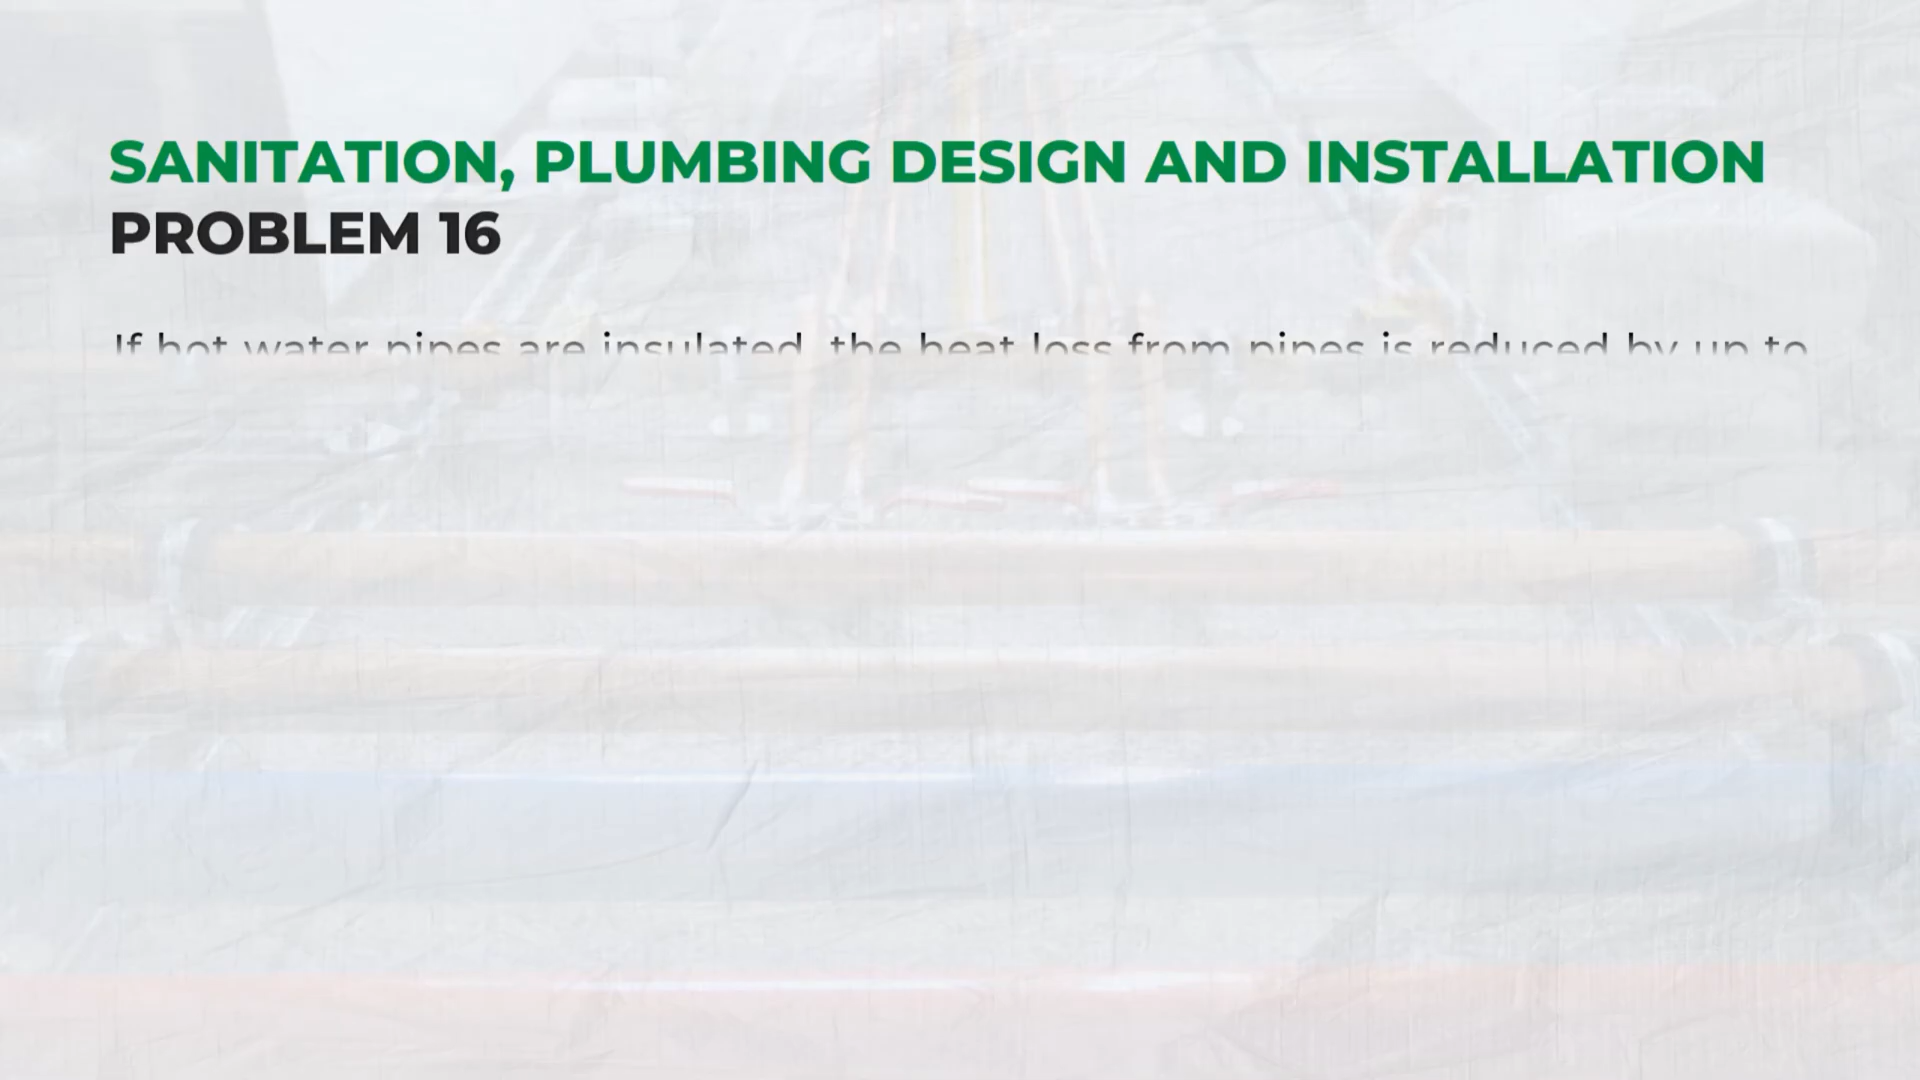 SANITATION, PLUMBING DESIGN AND INSTALLATION
PROBLEM 16
If hot water pipes are insulated, the heat loss from pipes is reduced by up to